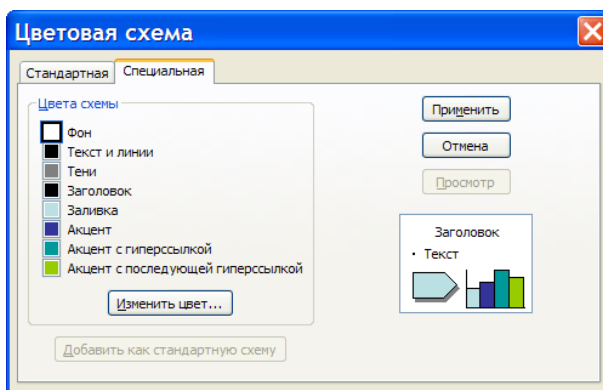 Цветовая схема
Стандартная
Специальная
Цвета схемы
Фон
Текст и линии
Тени
Заголовок
Заливка
Акцент
Акцент с гиперссылкой
Акцент с последующей гиперссылкой
Изменить цвет...
Добавить как стандартную схему
Применить
Отмена
Просмотр
Заголовок
• Текст